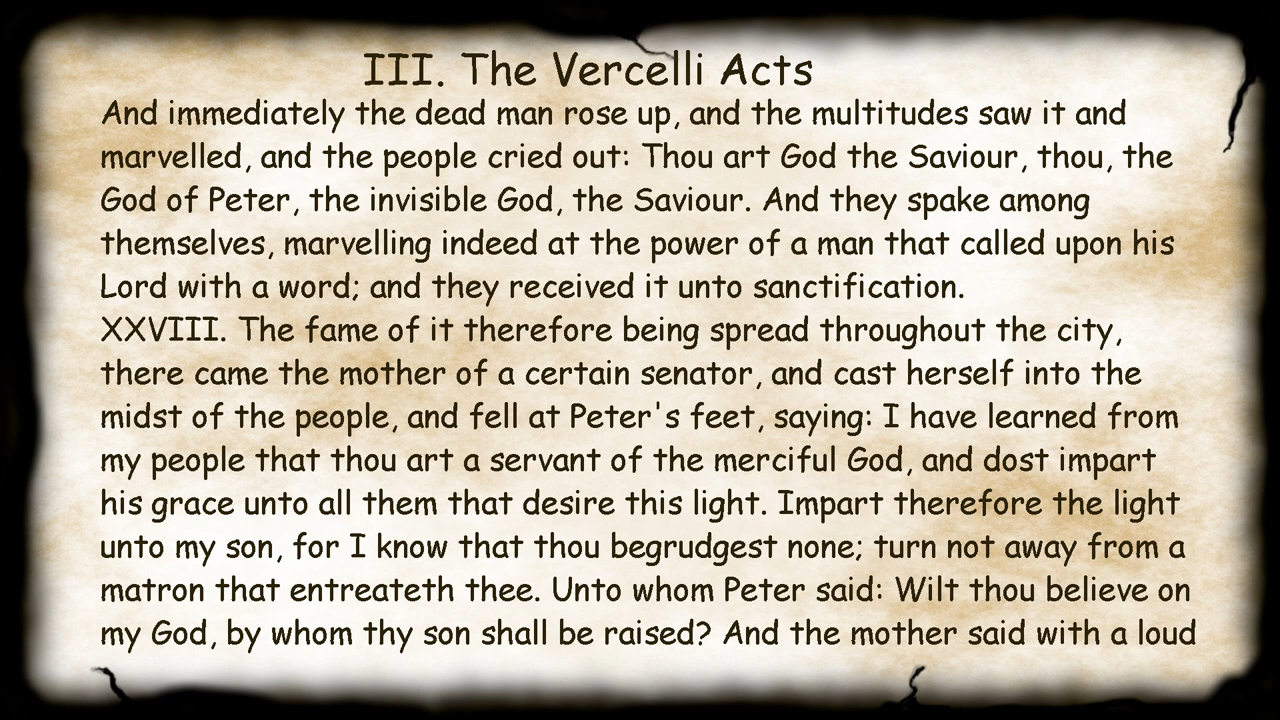 III. The Vercelli Acts
And immediately the dead man rose up, and the multitudes saw it and
marvelled, and the people cried out: Thou art God the Saviour, thou, the
God of Peter, the invisible God, the Saviour. And they spake among
themselves, marvelling indeed at the power of a man that called upon his
Lord with a word; and they received it unto sanctification.
XXVIII. The fame of it therefore being spread throughout the city,
there came the mother of a certain senator, and cast herself into the
midst of the people, and fell at Peter's feet, saying: I have learned from
my people that thou art a servant of the merciful God, and dost impart
his grace unto all them that desire this light. Impart therefore the light
unto my son, for I know that thou begrudgest none; turn not away from a
matron that entreateth thee. Unto whom Peter said: Wilt thou believe on
my God, by whom thy son shall be raised? And the mother said with a loud